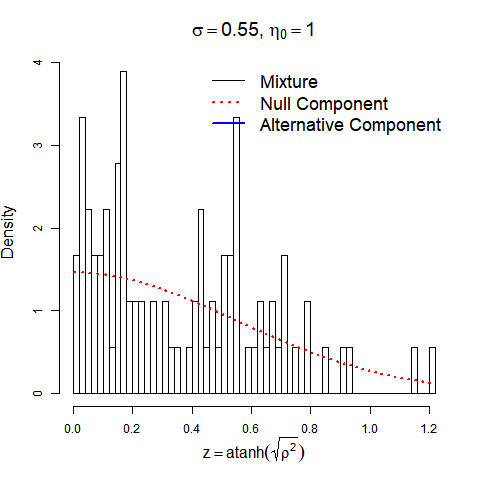 σ = 0.55, η₀ = 1
Mixture
Null Component
Alternative Component
Density
4
3
2
1
0
0.0 0.2 0.4 0.6 0.8 1.0 1.2
z = atanh(√ρ²)